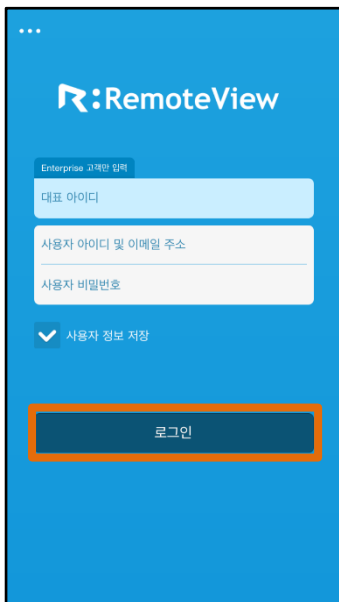 R:RemoteView
Enterprise 고객만 입력
대표 아이디
사용자 아이디 및 이메일 주소
사용자 비밀번호
사용자 정보 저장
로그인